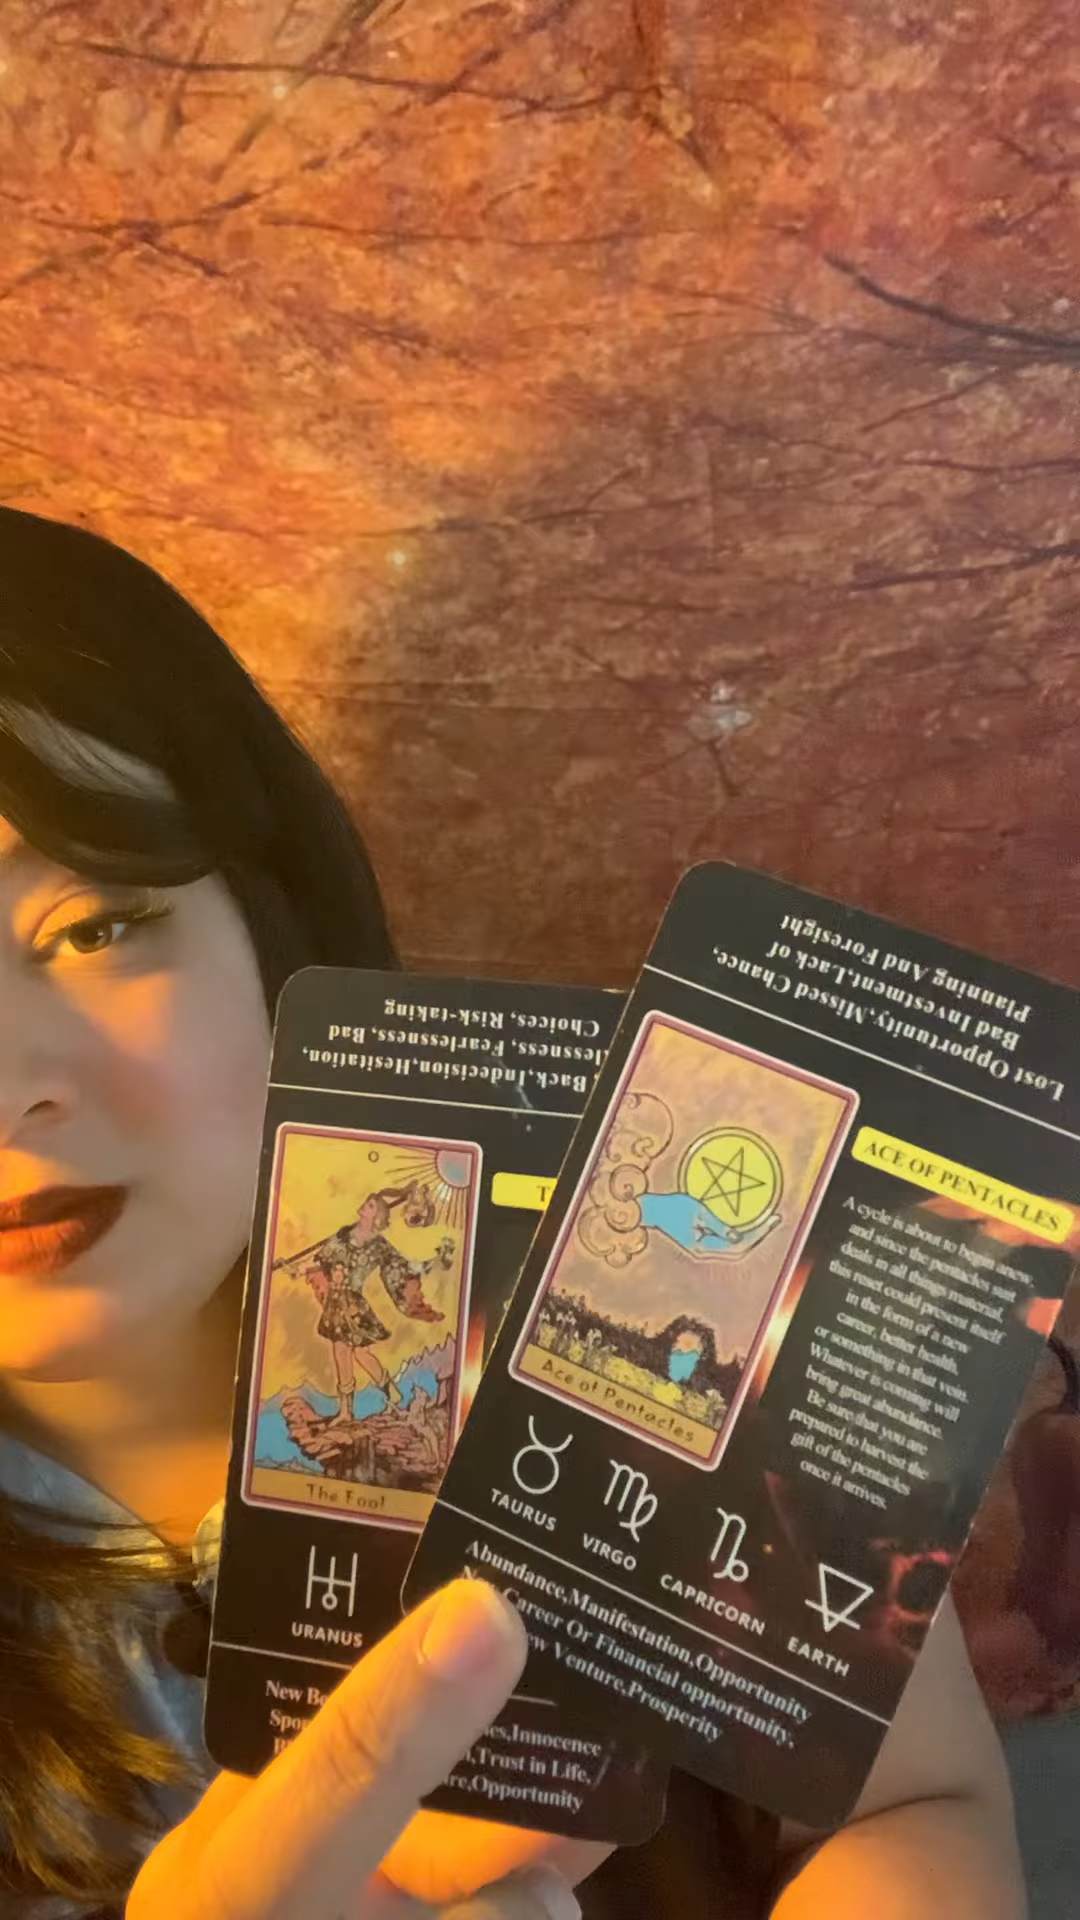 Back,Indecision,Hesitation,
lessness, Fearlessness, Bad
Choices, Risk-taking
O
T
The Fool
URANUS
New
es,Innocence
,Trust in Life,
re,Opportunity
Lost Opportunity,Missed Chance,
Bad Investment,Lack of
Planning And Foresight
ACE OF PENTACLES
A cycle is about to begin anew
and since the pentacles suit
deals in all things material,
this reset could present itself
in the form of a new
career, better health,
or something in that vein.
Whatever is coming will
bring great abundance.
Be sure that you are
prepared to harvest the
gift of the pentacles
once it arrives.
Ace of Pentacles
TAURUS
VIRGO
CAPRICORN
EARTH
Abundance,Manifestation,Opportunity
Career Or Financial opportunity,
Venture,Prosperity